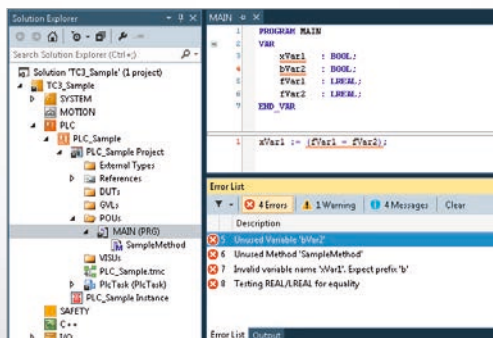 Solution Explorer
Search Solution Explorer (Ctrl+;)
Solution 'TC3_Sample' (1 project)
TC3_Sample
SYSTEM
MOTION
PLC
PLC_Sample
PLC_Sample Project
External Types
References
DUTs
GVLs
POUs
MAIN (PRG)
SampleMethod
VISUs
PLC_Sample.tmc
PlcTask (PlcTask)
PLC_Sample Instance
SAFETY
C++
I/O
MAIN
1 PROGRAM MAIN
2 VAR
3 xVar1 : BOOL;
4 bVar2 : BOOL;
5 fVar1 : LREAL;
6 fVar2 : LREAL;
7 END_VAR
1 xVar1 := (fVar1 = fVar2);
Error List
4 Errors 1 Warning 4 Messages Clear
Description
5 Unused Variable 'bVar2'
6 Unused Method 'SampleMethod'
7 Invalid variable name 'xVar1'. Expect prefix 'b'
8 Testing REAL/LREAL for equality
Error List Output